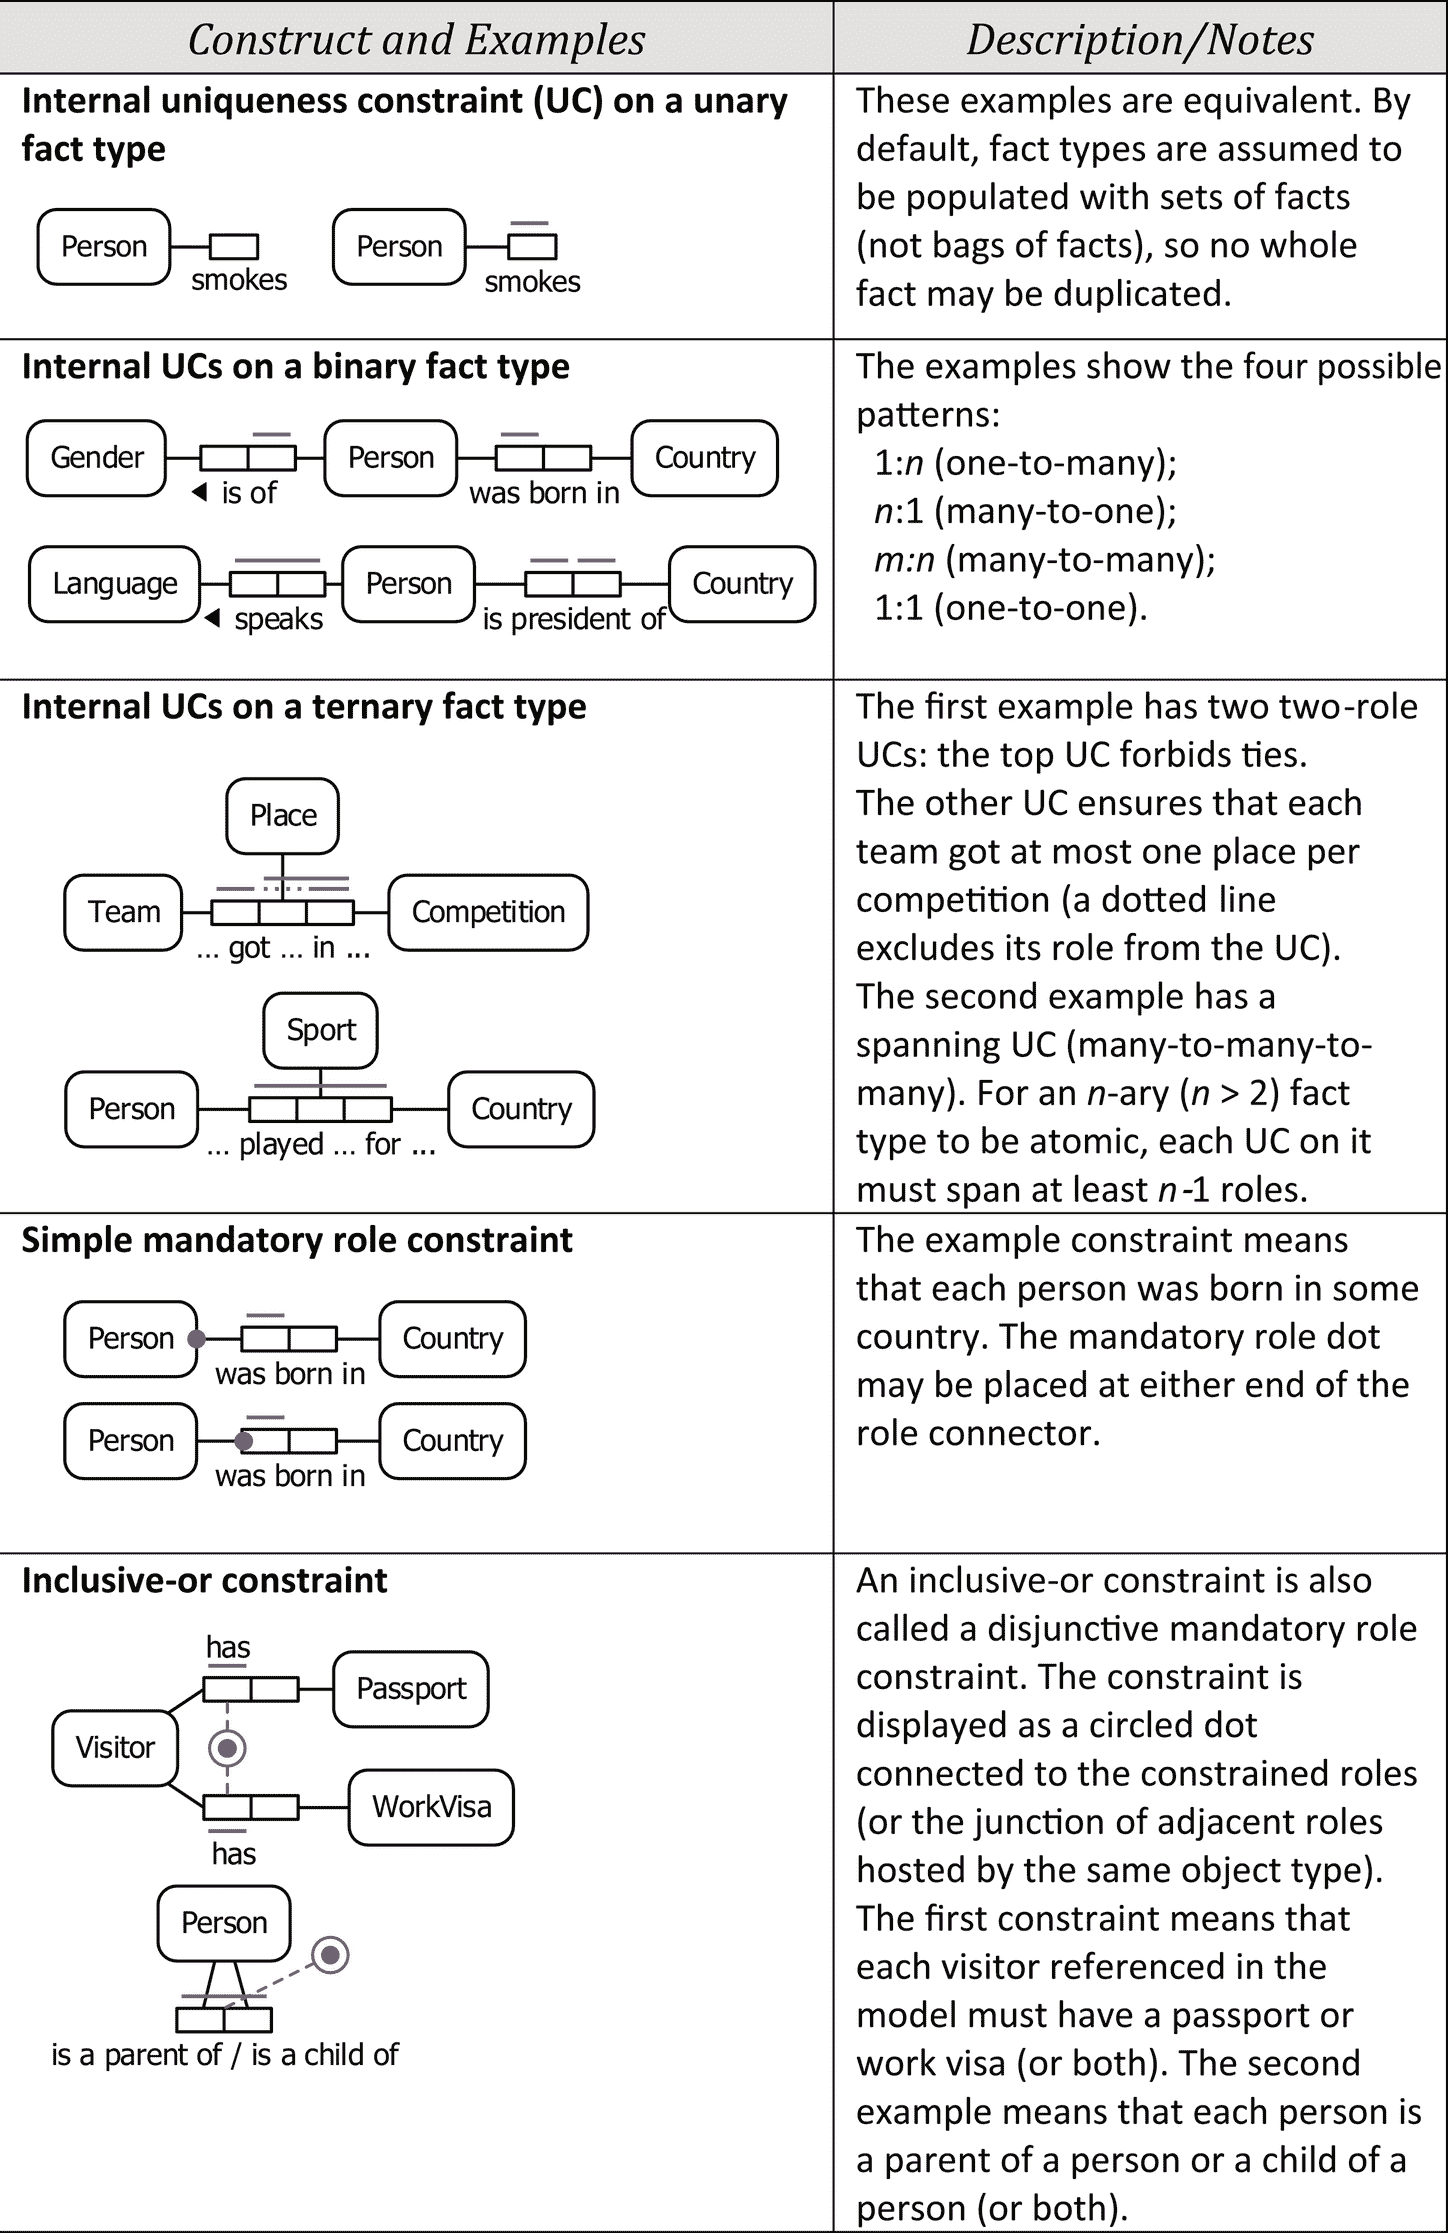 Construct and Examples
Description/Notes
Internal uniqueness constraint (UC) on a unary
fact type
Person
smokes
Person
smokes
These examples are equivalent. By
default, fact types are assumed to
be populated with sets of facts
(not bags of facts), so no whole
fact may be duplicated.
Internal UCs on a binary fact type
Gender
◄ is of
Person
was born in
Country
Language
◄ speaks
Person
is president of
Country
The examples show the four possible
patterns:
1:n (one-to-many);
n:1 (many-to-one);
m:n (many-to-many);
1:1 (one-to-one).
Internal UCs on a ternary fact type
Place
Team
Competition
... got ... in ...
Sport
Person
Country
... played ... for ...
The first example has two two-role
UCs: the top UC forbids ties.
The other UC ensures that each
team got at most one place per
competition (a dotted line
excludes its role from the UC).
The second example has a
spanning UC (many-to-many-to-
many). For an n-ary (n > 2) fact
type to be atomic, each UC on it
must span at least n-1 roles.
Simple mandatory role constraint
Person
Country
was born in
Person
Country
was born in
The example constraint means
that each person was born in some
country. The mandatory role dot
may be placed at either end of the
role connector.
Inclusive-or constraint
has
Passport
Visitor
WorkVisa
has
Person
is a parent of / is a child of
An inclusive-or constraint is also
called a disjunctive mandatory role
constraint. The constraint is
displayed as a circled dot
connected to the constrained roles
(or the junction of adjacent roles
hosted by the same object type).
The first constraint means that
each visitor referenced in the
model must have a passport or
work visa (or both). The second
example means that each person is
a parent of a person or a child of a
person (or both).